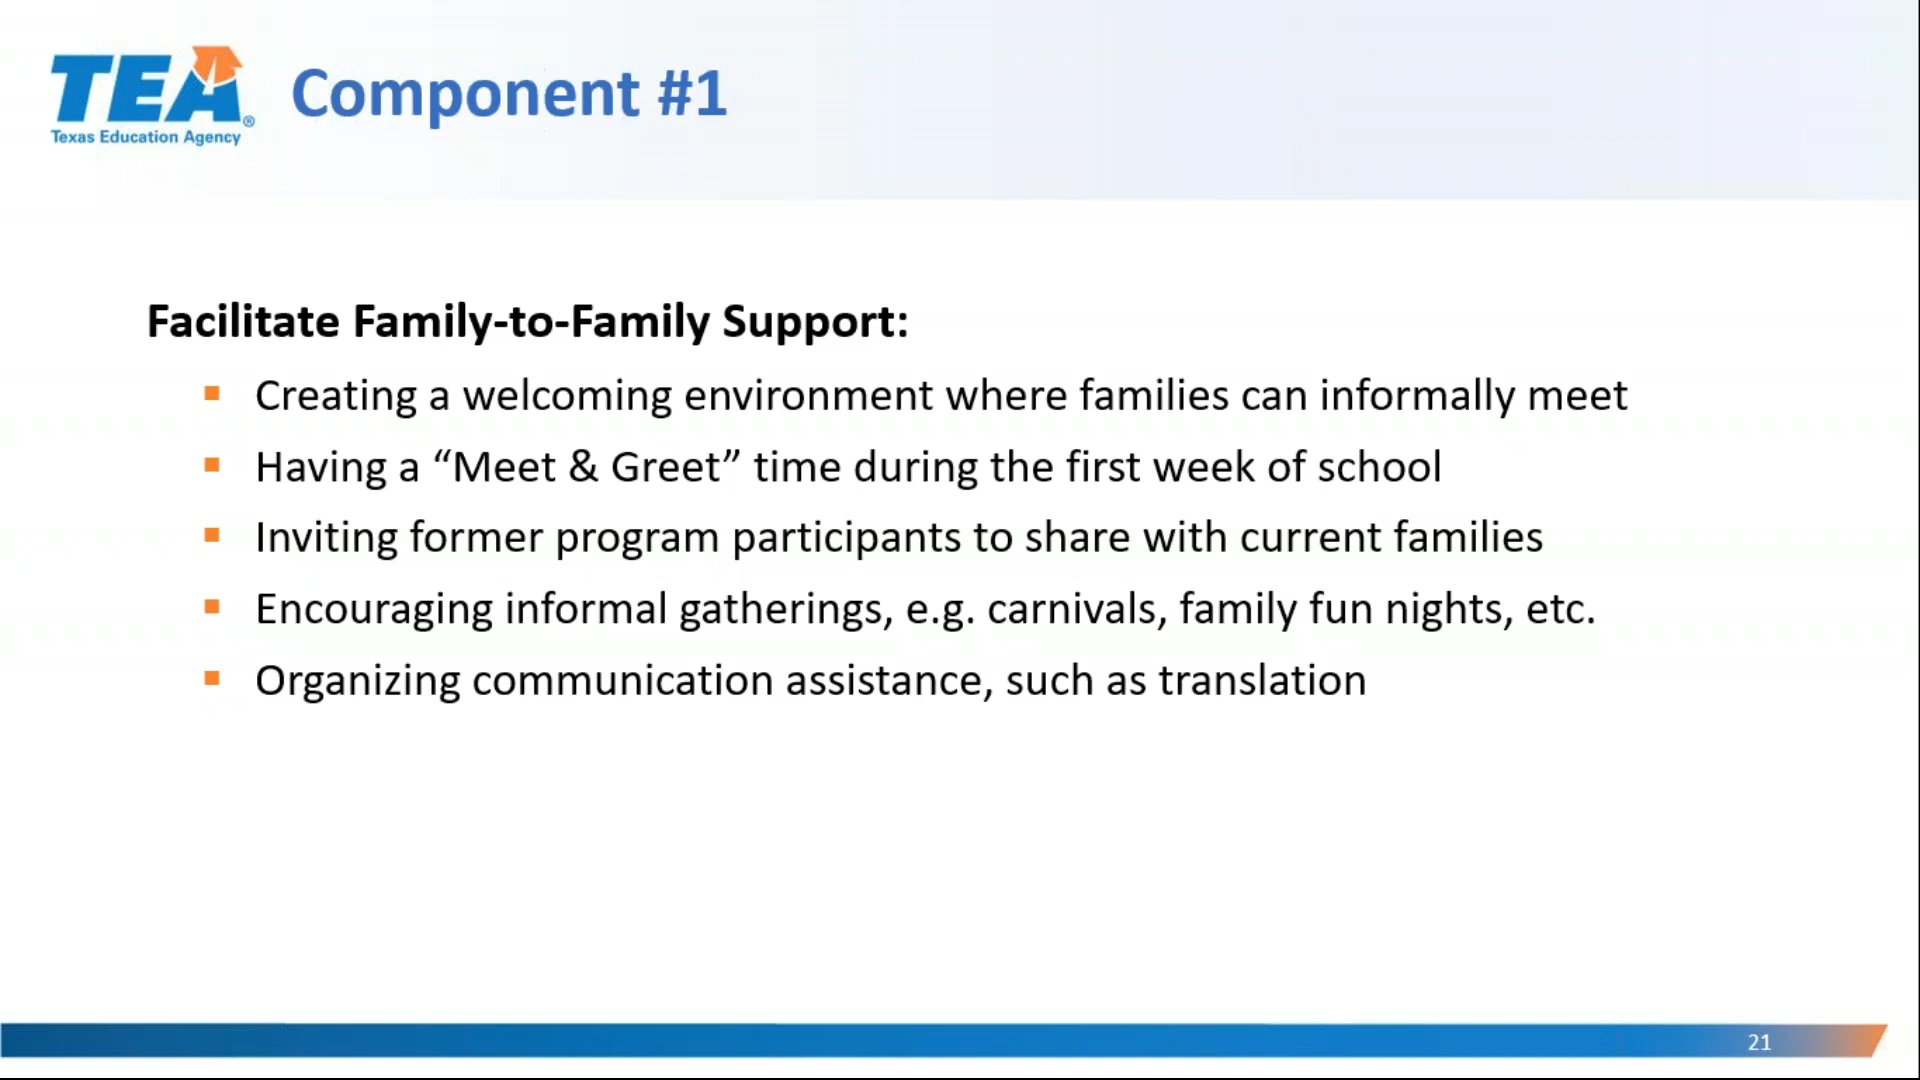 TEA®
Texas Education Agency
Component #1
Facilitate Family-to-Family Support:
▪ Creating a welcoming environment where families can informally meet
▪ Having a “Meet & Greet” time during the first week of school
▪ Inviting former program participants to share with current families
▪ Encouraging informal gatherings, e.g. carnivals, family fun nights, etc.
▪ Organizing communication assistance, such as translation
21